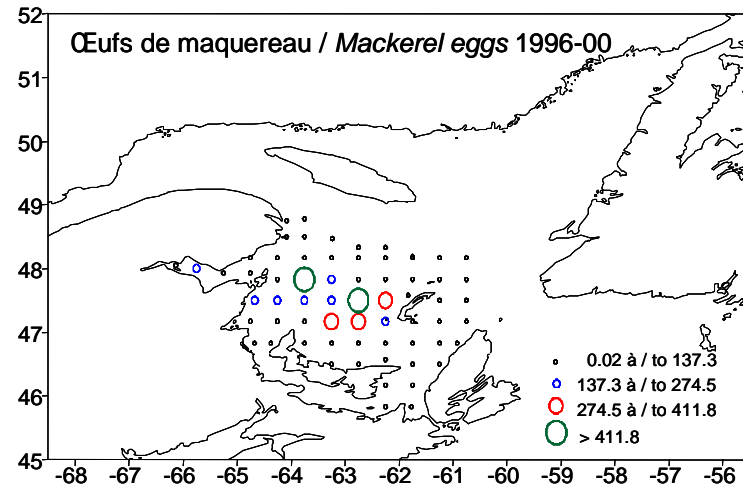 Œufs de maquereau / Mackerel eggs 1996-00
52
51
50
49
48
47
46
45
0.02 à / to 137.3
137.3 à / to 274.5
274.5 à / to 411.8
> 411.8
-68 -67 -66 -65 -64 -63 -62 -61 -60 -59 -58 -57 -56